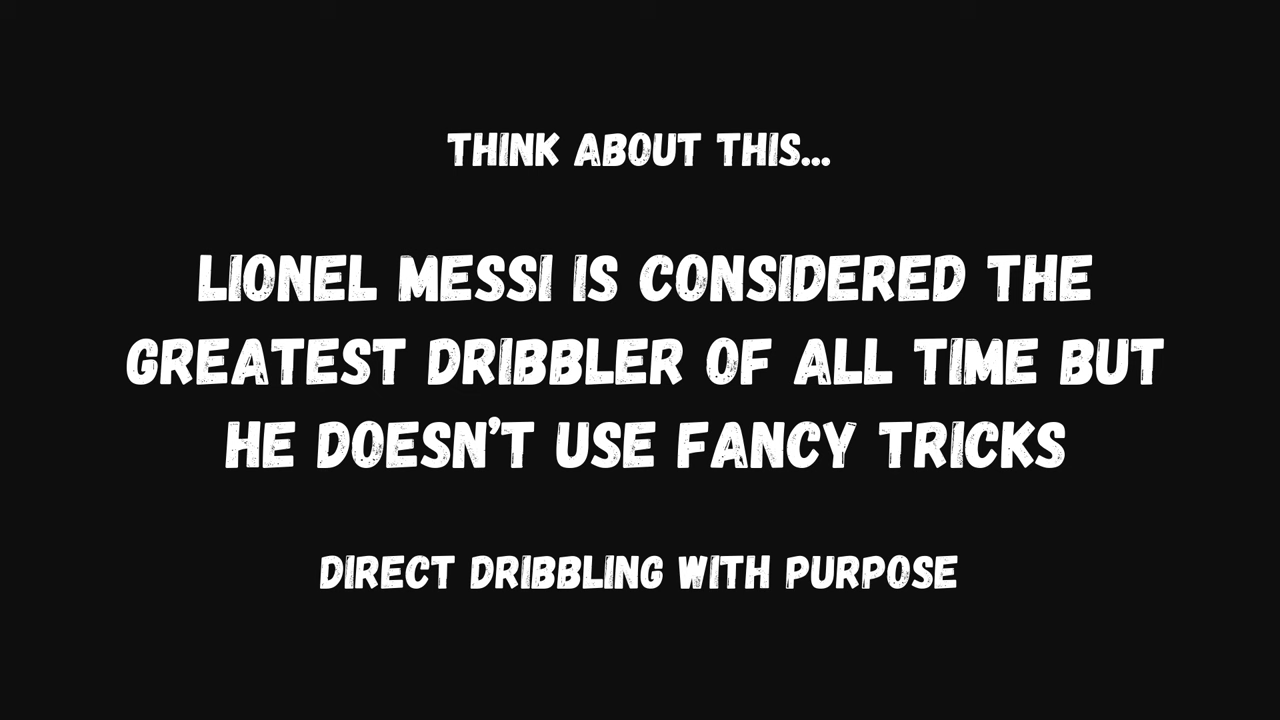 THINK ABOUT THIS...
LIONEL MESSI IS CONSIDERED THE
GREATEST DRIBBLER OF ALL TIME BUT
HE DOESN'T USE FANCY TRICKS
DIRECT DRIBBLING WITH PURPOSE